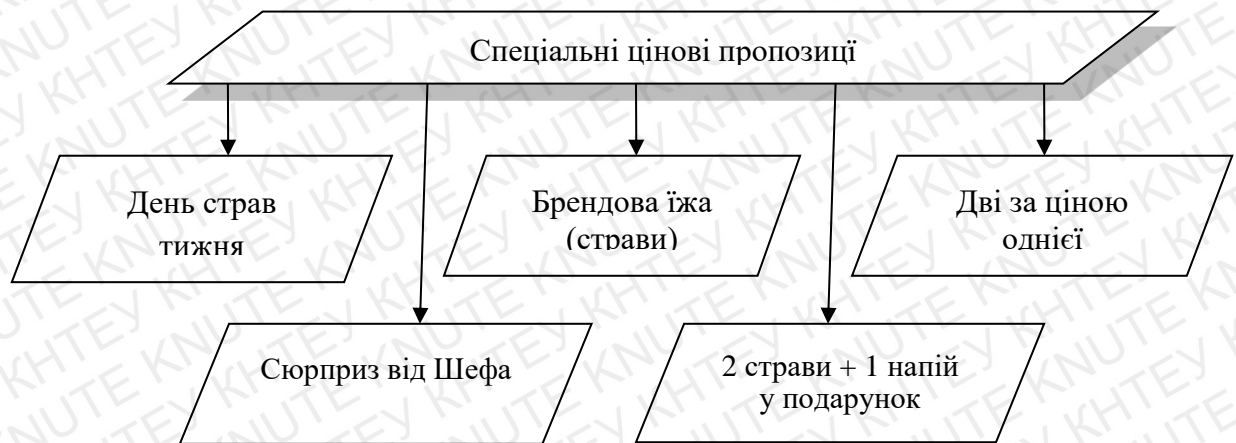 Спеціальні цінові пропозиції
День страв
тижня
Брендова їжа
(страви)
Дві за ціною
однієї
Сюрприз від Шефа
2 страви + 1 напій
у подарунок